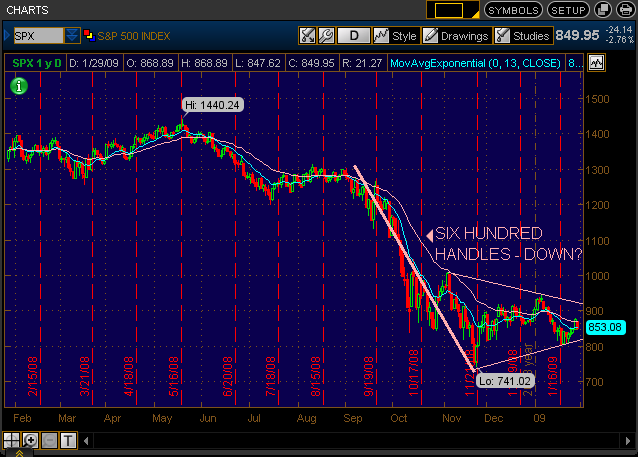 CHARTS
SYMBOLS SETUP
SPX S&P 500 INDEX D Style Drawings Studies 849.95 -24.14 -2.76%
SPX 1 y D D: 1/29/09 O: 868.89 H: 868.89 L: 847.62 C: 849.95 R: 21.27 MovAvgExponential (0, 13, CLOSE) 8...
Hi: 1440.24
1500
1400
1300
1200
1100
1000
900
800
700
SIX HUNDRED
HANDLES - DOWN?
853.08
Lo: 741.02
2/15/08
3/21/08
4/18/08
5/16/08
6/20/08
7/18/08
8/15/08
9/19/08
10/17/08
year
1/16/09
Feb Mar Apr May Jun Jul Aug Sep Oct Nov Dec 09
T